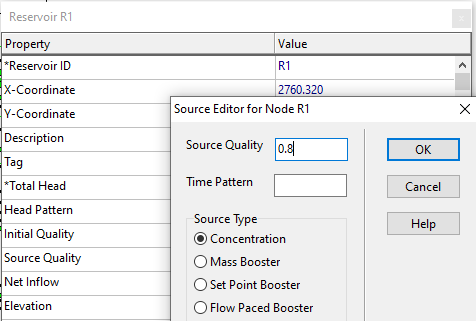 Reservoir R1
Property Value
*Reservoir ID R1
X-Coordinate 2760.320
Y-Coordinate
Description
Tag
*Total Head
Head Pattern
Initial Quality
Source Quality
Net Inflow
Elevation
Source Editor for Node R1
Source Quality 0.8
OK
Time Pattern
Cancel
Source Type
Help
Concentration
Mass Booster
Set Point Booster
Flow Paced Booster